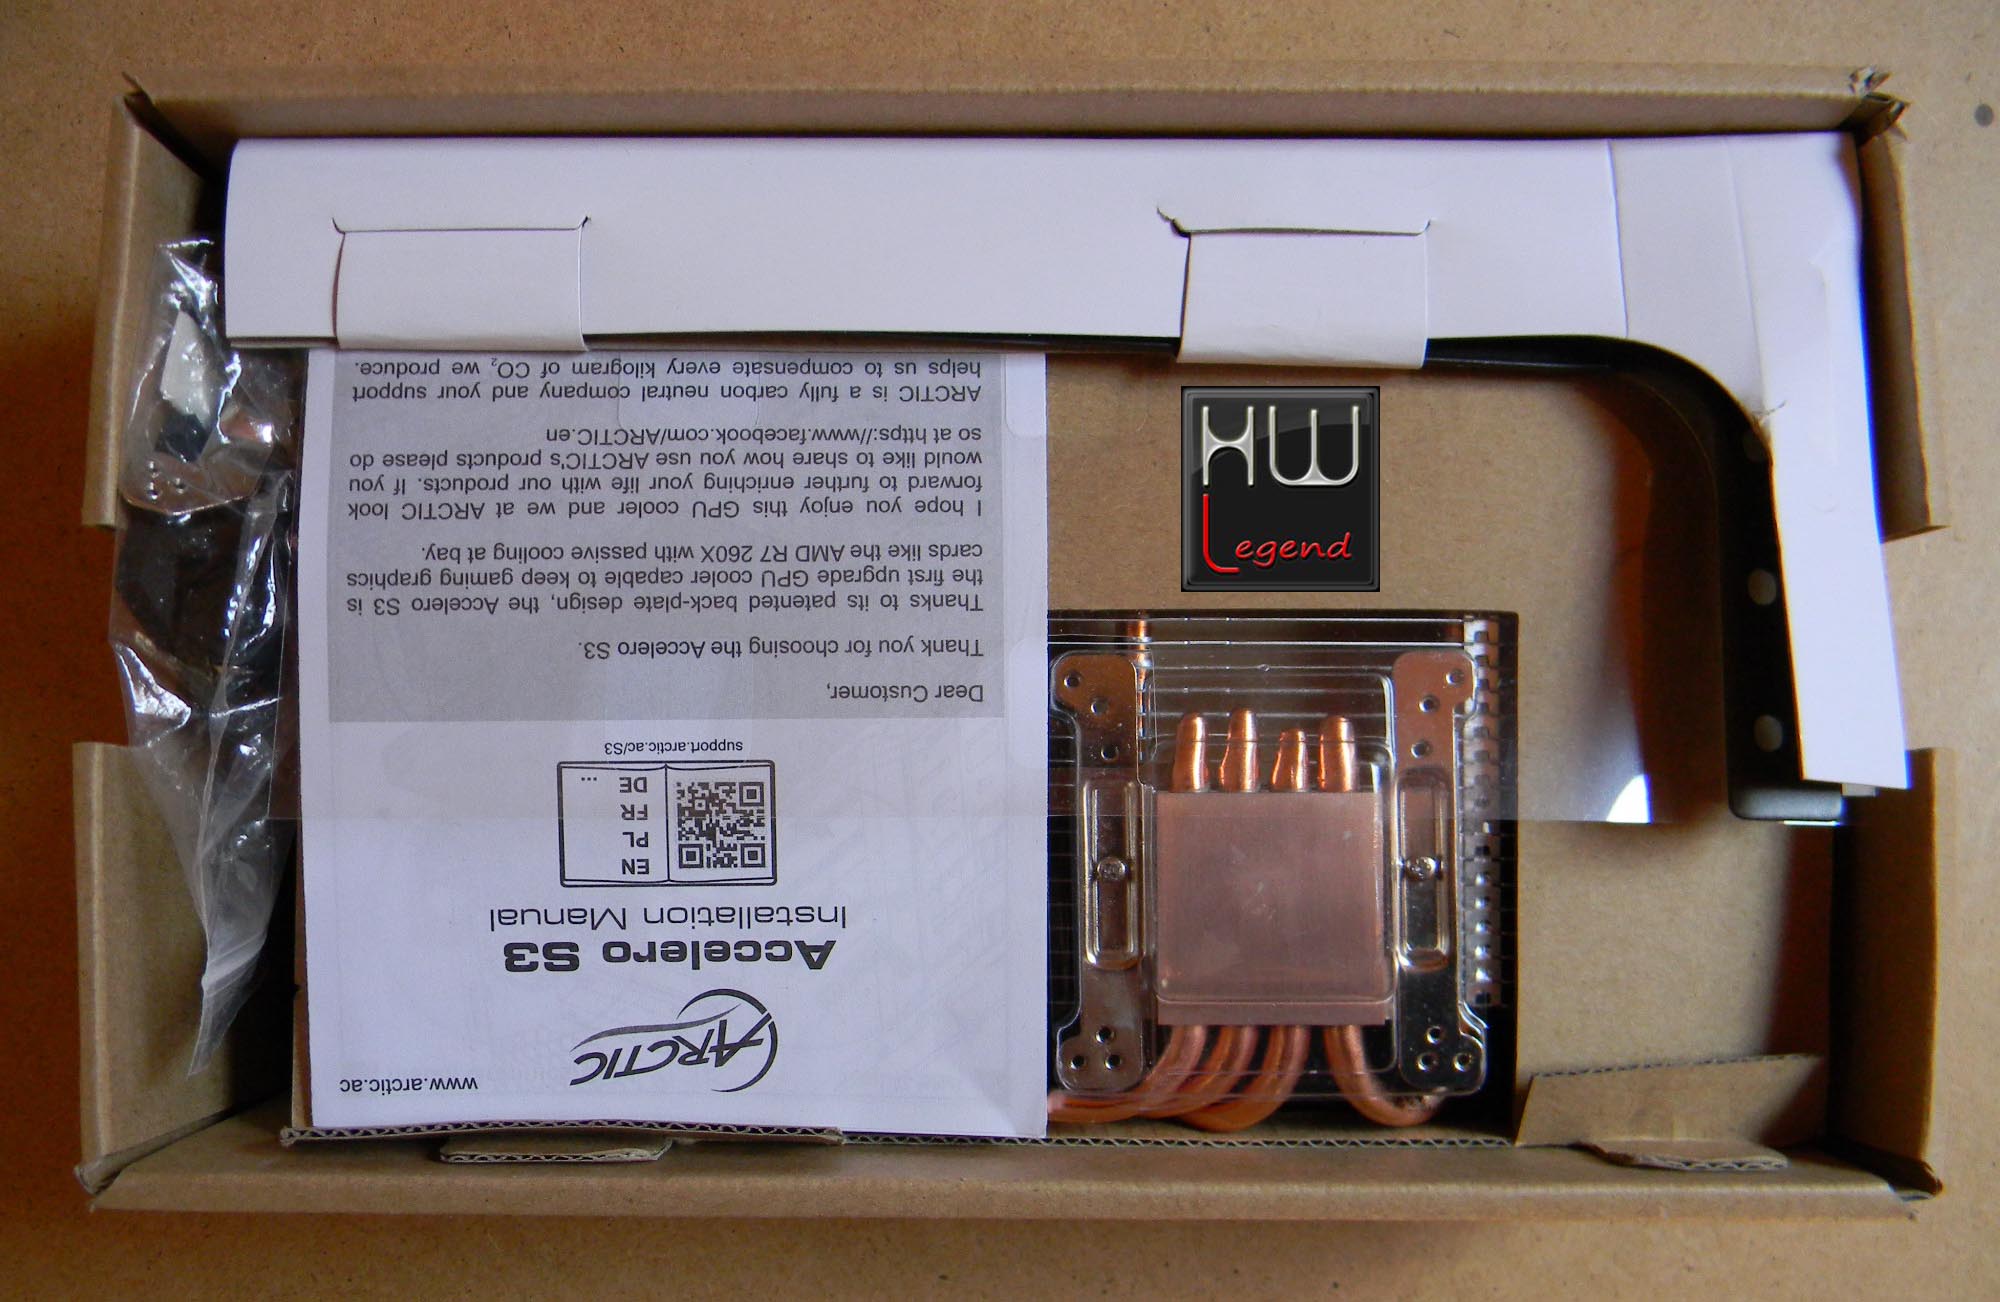 www.arctic.ac
ARCTIC
Accelero S3
Installation Manual
EN
PL
FR
DE ...
support.arctic.ac/S3
Dear Customer,
Thank you for choosing the Accelero S3.
Thanks to its patented back-plate design, the Accelero S3 is
the first upgrade GPU cooler capable to keep gaming graphics
cards like the AMD R7 260X with passive cooling at bay.
I hope you enjoy this GPU cooler and we at ARCTIC look
forward to further enriching your life with our products. If you
would like to share how you use ARCTIC's products please do
so at https://www.facebook.com/ARCTIC.en
ARCTIC is a fully carbon neutral company and your support
helps us to compensate every kilogram of CO₂ we produce.
HW
Legend